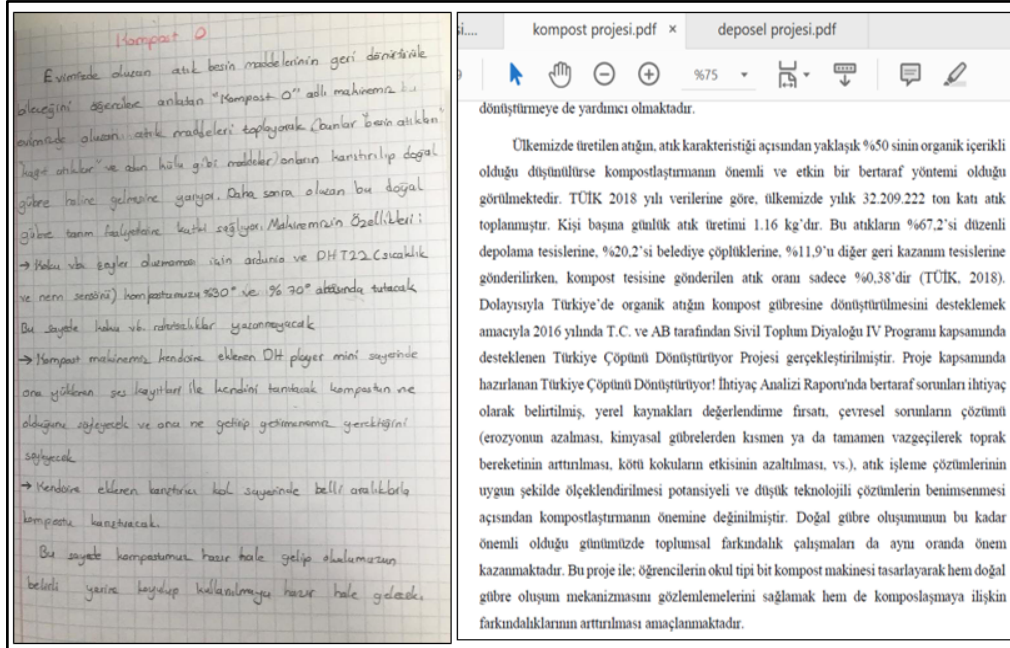 Kompost O
Evimizde oluşan atık besin maddelerinin geri dönüştürüle
bileceğini öğrencilere anlatan "Kompost O" adlı makinemiz
evimizde oluşan atık maddeleri toplayarak (bunlar besin atıkları
kağıt atıklar ve odun külü gibi maddeler) onların karıştırılıp doğal
gübre haline gelmesine yarıyor. Daha sonra oluşan bu doğal
gübre tarım faaliyetlerine katkı sağlıyor. Makinemizin Özellikleri:
→ Koku vb. şeyler olmaması için ardunio ve DHT22 (sıcaklık
ve nem sensörü) kompostumuzu %30° ve %70° arasında tutacak
Bu sayede koku vb. rahatsızlıklar yaşanmayacak
→ Kompost makinemiz kendisine eklenen DH player mini sayesinde
ona yüklenen ses kayıtları ile kendini tanıtacak kompostun ne
olduğunu söyleyecek ve ona ne getirip getirmememiz gerektiğini
söyleyecek
→ Kendisine eklenen karıştırıcı kol sayesinde belli aralıklarla
kompostu karıştıracak.
Bu sayede kompostumuz hazır hale gelip okulumuzun
belirli yerine koyulup kullanılmaya hazır hale gelecek.
si....
kompost projesi.pdf ×
deposel projesi.pdf
%75
dönüştürmeye de yardımcı olmaktadır.
Ülkemizde üretilen atığın, atık karakteristiği açısından yaklaşık %50 sinin organik içerikli
olduğu düşünülürse kompostlaştırmanın önemli ve etkin bir bertaraf yöntemi olduğu
görülmektedir. TÜİK 2018 yılı verilerine göre, ülkemizde yıllık 32.209.222 ton katı atık
toplanmıştır. Kişi başına günlük atık üretimi 1.16 kg'dır. Bu atıkların %67,2'si düzenli
depolama tesislerine, %20,2'si belediye çöplüklerine, %11,9'u diğer geri kazanım tesislerine
gönderilirken, kompost tesisine gönderilen atık oranı sadece %0,38'dir (TÜİK, 2018).
Dolayısıyla Türkiye'de organik atığın kompost gübresine dönüştürülmesini desteklemek
amacıyla 2016 yılında T.C. ve AB tarafından Sivil Toplum Diyaloğu IV Programı kapsamında
desteklenen Türkiye Çöpünü Dönüştürüyor Projesi gerçekleştirilmiştir. Proje kapsamında
hazırlanan Türkiye Çöpünü Dönüştürüyor! İhtiyaç Analizi Raporu'nda bertaraf sorunları ihtiyaç
olarak belirtilmiş, yerel kaynakları değerlendirme fırsatı, çevresel sorunların çözümü
(erozyonun azalması, kimyasal gübrelerden kısmen ya da tamamen vazgeçilerek toprak
bereketinin arttırılması, kötü kokuların etkisinin azaltılması, vs.), atık işleme çözümlerinin
uygun şekilde ölçeklendirilmesi potansiyeli ve düşük teknolojili çözümlerin benimsenmesi
açısından kompostlaştırmanın önemine değinilmiştir. Doğal gübre oluşumunun bu kadar
önemli olduğu günümüzde toplumsal farkındalık çalışmaları da aynı oranda önem
kazanmaktadır. Bu proje ile; öğrencilerin okul tipi bit kompost makinesi tasarlayarak hem doğal
gübre oluşum mekanizmasını gözlemlemelerini sağlamak hem de komposlaşmaya ilişkin
farkındalıklarının arttırılması amaçlanmaktadır.